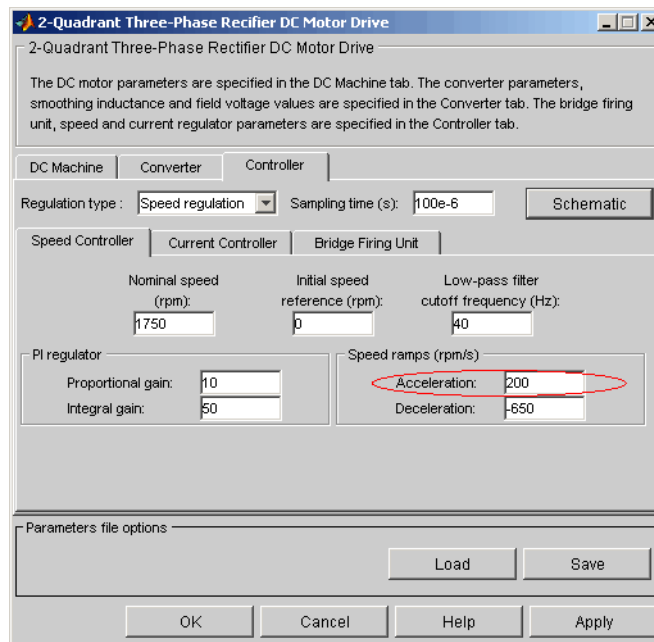 2-Quadrant Three-Phase Rectifier DC Motor Drive
2-Quadrant Three-Phase Rectifier DC Motor Drive
The DC motor parameters are specified in the DC Machine tab. The converter parameters,
smoothing inductance and field voltage values are specified in the Converter tab. The bridge firing
unit, speed and current regulator parameters are specified in the Controller tab.
DC Machine Converter Controller
Regulation type : Speed regulation Sampling time (s): 100e-6 Schematic
Speed Controller Current Controller Bridge Firing Unit
Nominal speed Initial speed Low-pass filter
(rpm): reference (rpm): cutoff frequency (Hz):
1750 0 40
PI regulator Speed ramps (rpm/s)
Proportional gain: 10 Acceleration: 200
Integral gain: 50 Deceleration: -650
Parameters file options
Load Save
OK Cancel Help Apply